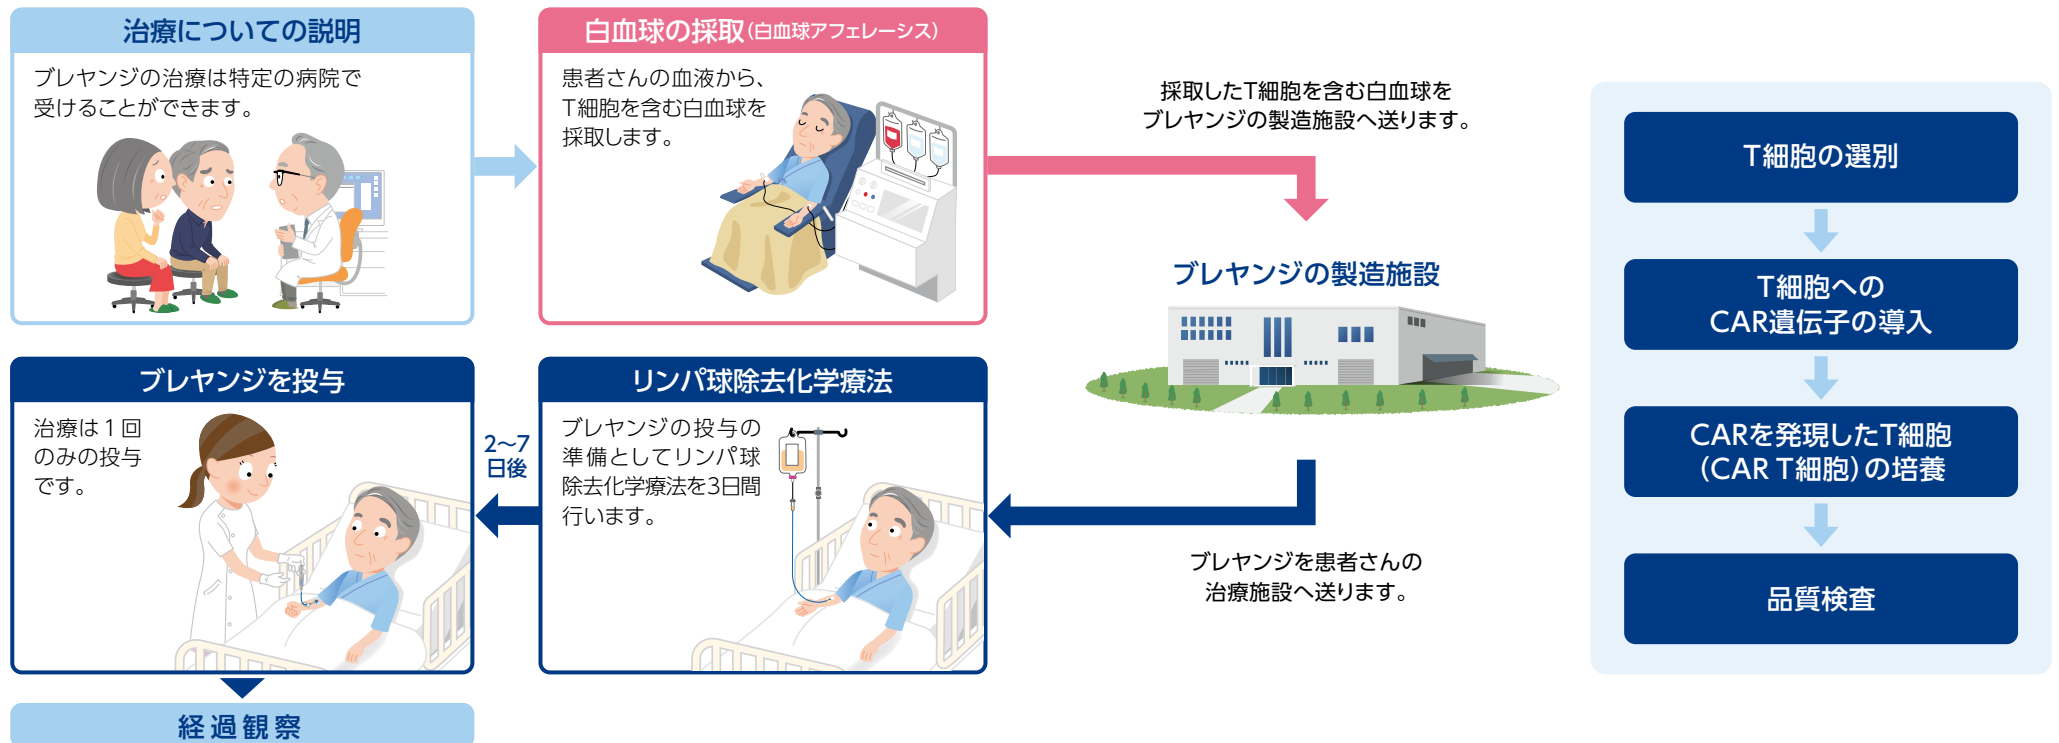 治療についての説明
ブレヤンジの治療は特定の病院で
受けることができます。
白血球の採取(白血球アフェレーシス)
患者さんの血液から、
T細胞を含む白血球を
採取します。
採取したT細胞を含む白血球を
ブレヤンジの製造施設へ送ります。
ブレヤンジの製造施設
T細胞の選別
T細胞への
CAR遺伝子の導入
CARを発現したT細胞
(CAR T細胞)の培養
品質検査
ブレヤンジを患者さんの
治療施設へ送ります。
リンパ球除去化学療法
ブレヤンジの投与の
準備としてリンパ球
除去化学療法を3日間
行います。
2〜7
日後
ブレヤンジを投与
治療は1回
のみの投与
です。
経過観察